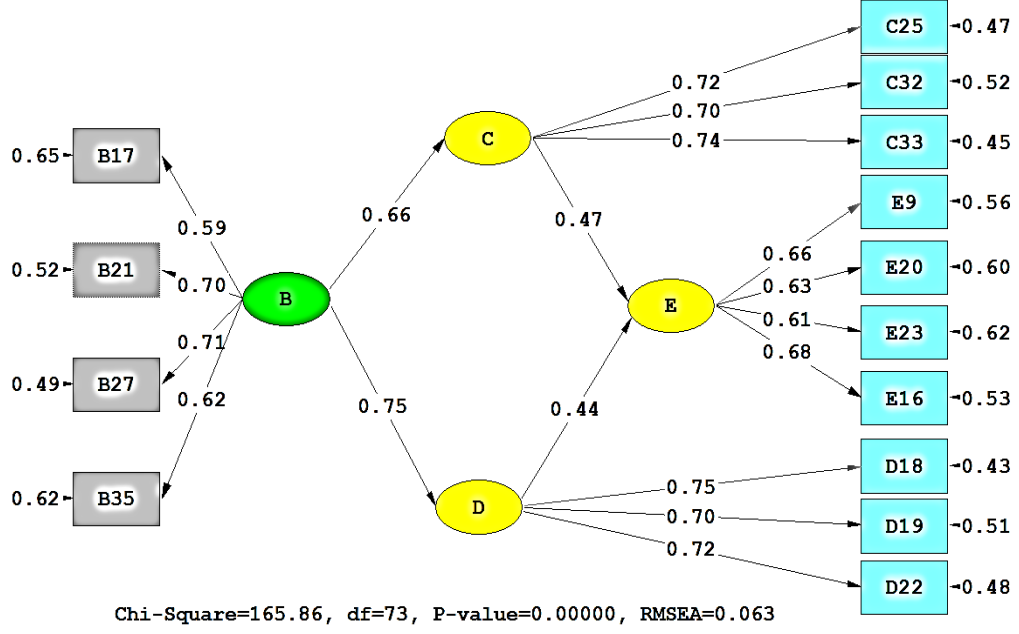 C25 0.47
0.72
C32 0.52
0.70
C
0.74
C33 0.45
0.65 B17
E9 0.56
0.66
0.47
0.59
0.66
E20 0.60
0.52 B21
0.70
0.63
B
E
0.61
E23 0.62
0.71
0.68
0.49 B27
E16 0.53
0.62
0.75
0.44
D18 0.43
0.75
0.62 B35
D
0.70
D19 0.51
0.72
D22 0.48
Chi-Square=165.86, df=73, P-value=0.00000, RMSEA=0.063